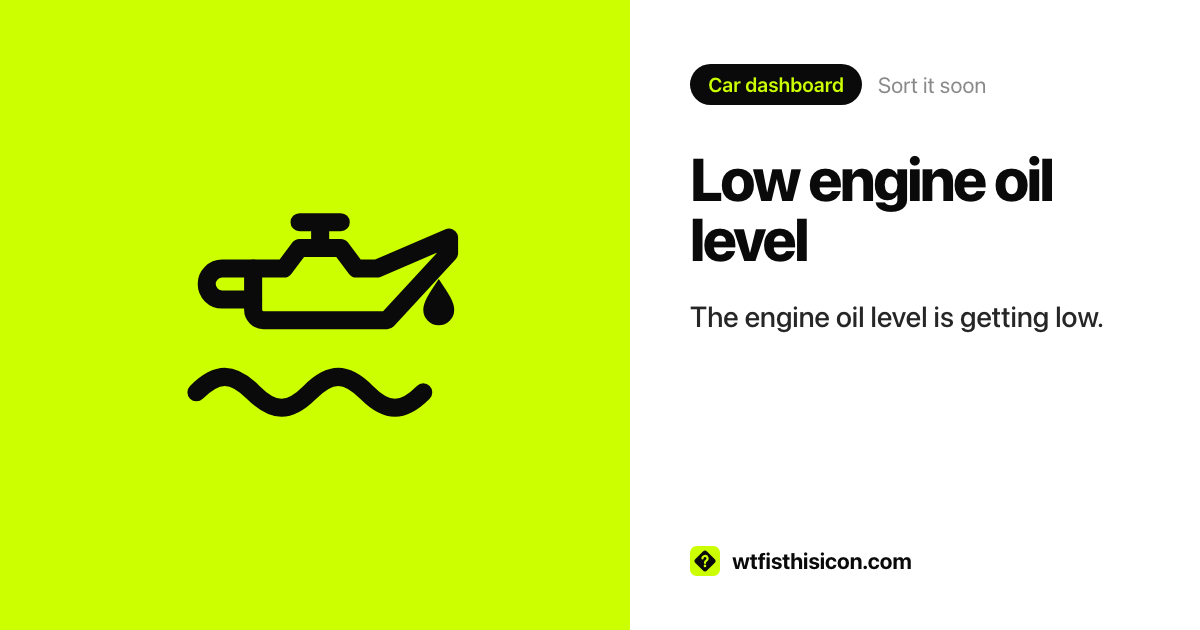 Car dashboard Sort it soon
Low engine oil
level
The engine oil level is getting low.
? wtfisthisicon.com